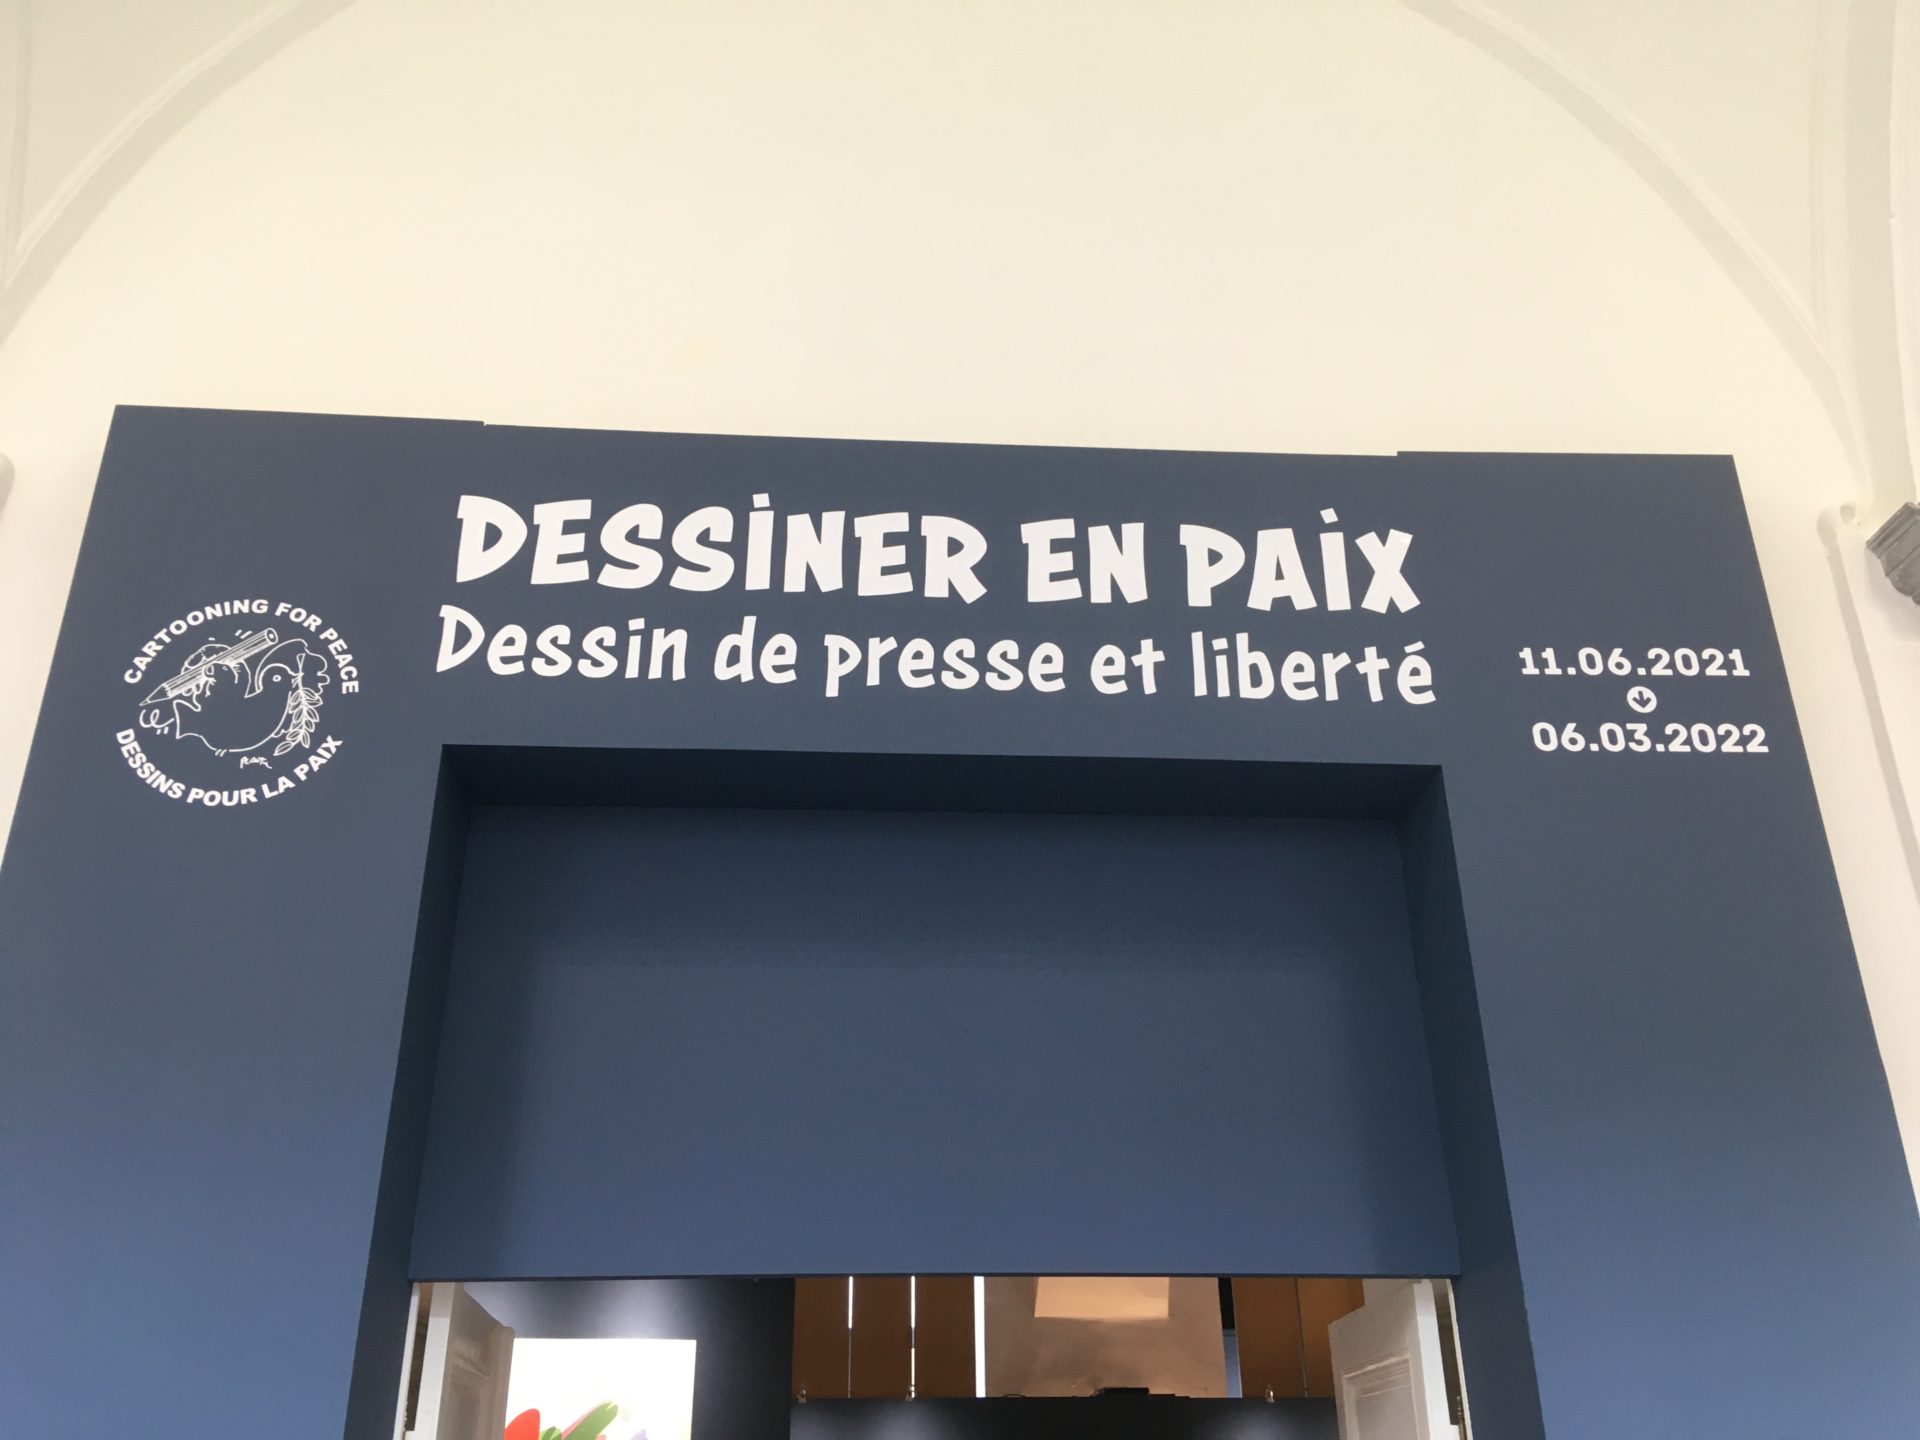 DESSINER EN PAIX
Dessin de presse et liberté
CARTOONING FOR PEACE
DESSINS POUR LA PAIX
PLANTU
11.06.2021
06.03.2022